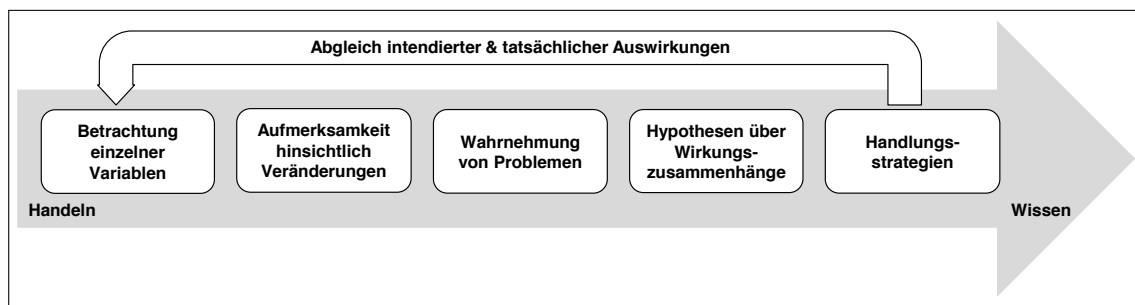 Abgleich intendierter & tatsächlicher Auswirkungen
Betrachtung
einzelner
Variablen
Aufmerksamkeit
hinsichtlich
Veränderungen
Wahrnehmung
von Problemen
Hypothesen über
Wirkungs-
zusammenhänge
Handlungs-
strategien
Handeln
Wissen